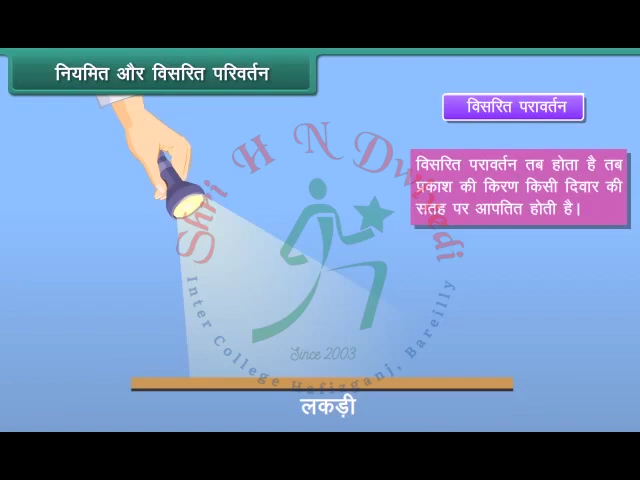 नियमित और विसरित परिवर्तन
विसरित परावर्तन
विसरित परावर्तन तब होता है तब
प्रकाश की किरण किसी दिवार की
सतह पर आपतित होती है।
Shri H N Dwivedi
Inter College Hafizganj, Bareilly
Since 2003
लकड़ी